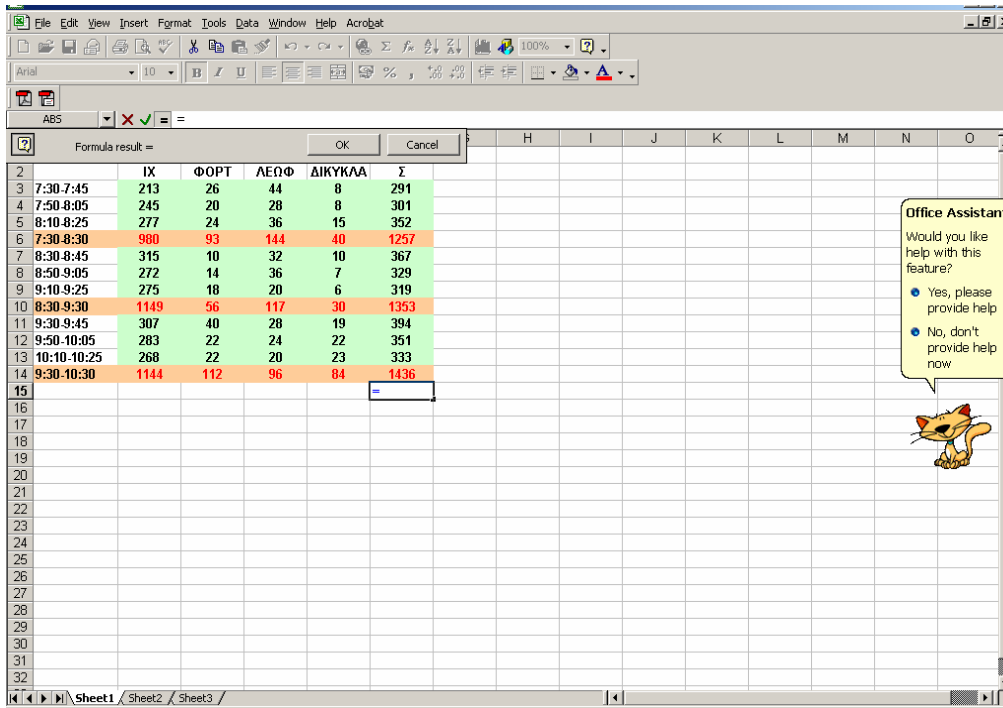 File Edit View Insert Format Tools Data Window Help Acrobat
100%
Arial 10 B I U
ABS =
Formula result = OK Cancel
H I J K L M N O
2 ΙΧ ΦΟΡΤ ΛΕΩΦ ΔΙΚΥΚΛΑ Σ
3 7:30-7:45 213 26 44 8 291
4 7:50-8:05 245 20 28 8 301
5 8:10-8:25 277 24 36 15 352
6 7:30-8:30 980 93 144 40 1257
7 8:30-8:45 315 10 32 10 367
8 8:50-9:05 272 14 36 7 329
9 9:10-9:25 275 18 20 6 319
10 8:30-9:30 1149 56 117 30 1353
11 9:30-9:45 307 40 28 19 394
12 9:50-10:05 283 22 24 22 351
13 10:10-10:25 268 22 20 23 333
14 9:30-10:30 1144 112 96 84 1436
15 =
16
17
18
19
20
21
22
23
24
25
26
27
28
29
30
31
32
Office Assistan
Would you like
help with this
feature?
Yes, please
provide help
No, don't
provide help
now
Sheet1 Sheet2 Sheet3